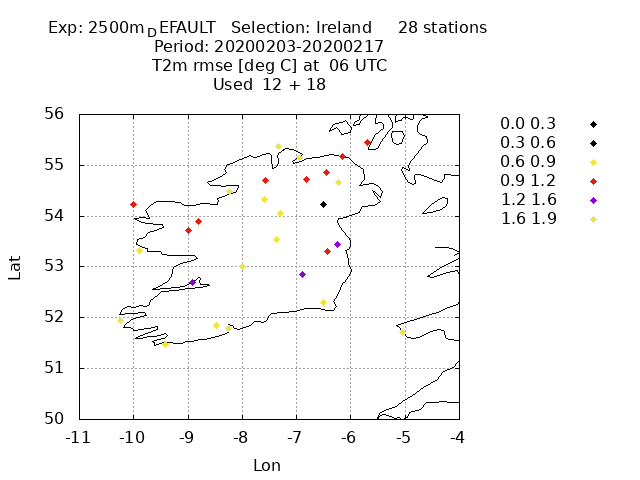 Exp: 2500mDEFAULT Selection: Ireland 28 stations
Period: 20200203-20200217
T2m rmse [deg C] at 06 UTC
Used 12 + 18
0.0 0.3
0.3 0.6
0.6 0.9
0.9 1.2
1.2 1.6
1.6 1.9
56
55
54
53
52
51
50
Lat
-11 -10 -9 -8 -7 -6 -5 -4
Lon